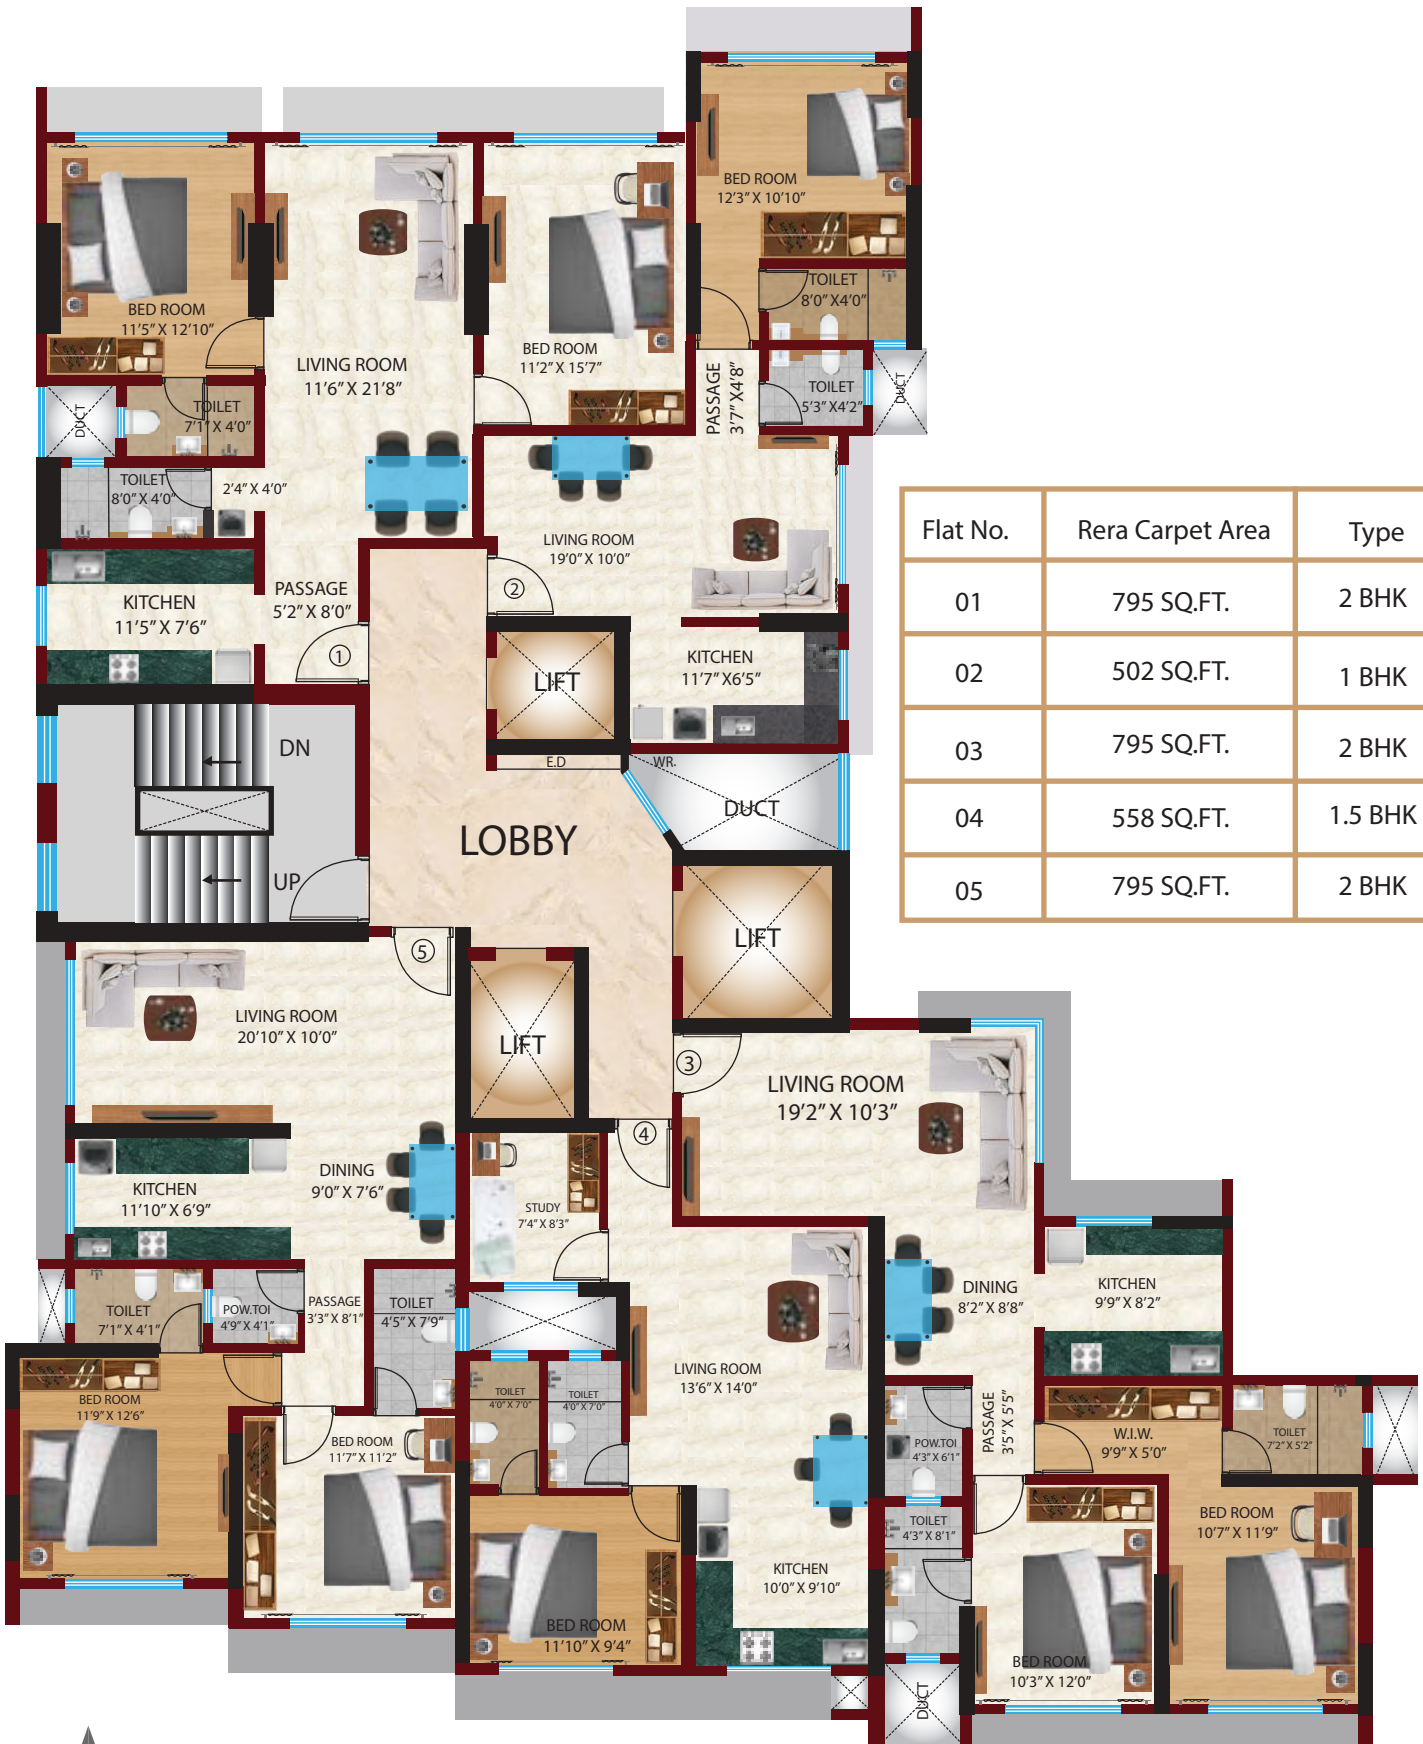 BED ROOM
12'3" X 10'10"
TOILET
8'0" X4'0"
BED ROOM
11'5" X 12'10"
LIVING ROOM
11'6" X 21'8"
BED ROOM
11'2" X 15'7"
PASSAGE
3'7" X4'8"
TOILET
5'3"X4'2"
DUCT
DUCT
TOILET
7'1" X 4'0"
TOILET
8'0" X 4'0"
2'4" X 4'0"
LIVING ROOM
19'0" X 10'0"
KITCHEN
11'5" X 7'6"
PASSAGE
5'2" X 8'0"
1
2
LIFT
KITCHEN
11'7" X6'5"
Flat No. Rera Carpet Area Type
01 795 SQ.FT. 2 BHK
02 502 SQ.FT. 1 BHK
03 795 SQ.FT. 2 BHK
04 558 SQ.FT. 1.5 BHK
05 795 SQ.FT. 2 BHK
DN
UP
E.D
WR.
DUCT
LOBBY
LIFT
5
LIVING ROOM
20'10" X 10'0"
LIFT
3
LIVING ROOM
19'2" X 10'3"
4
KITCHEN
11'10" X 6'9"
DINING
9'0" X 7'6"
STUDY
7'4" X 8'3"
TOILET
7'1" X 4'1"
POW.TOI
4'9" X 4'1"
PASSAGE
3'3" X 8'1"
TOILET
4'5" X 7'9"
DINING
8'2" X 8'8"
KITCHEN
9'9" X 8'2"
LIVING ROOM
13'6" X 14'0"
BED ROOM
11'9" X 12'6"
BED ROOM
11'7" X 11'2"
TOILET
4'0" X 7'0"
TOILET
4'0" X 7'0"
PASSAGE
3'5" X 5'5"
POW.TOI
4'3" X 6'1"
W.I.W.
9'9" X 5'0"
TOILET
7'2" X 5'2"
TOILET
4'3" X 8'1"
BED ROOM
10'7" X 11'9"
KITCHEN
10'0" X 9'10"
BED ROOM
11'10" X 9'4"
BED ROOM
10'3" X 12'0"
DUCT